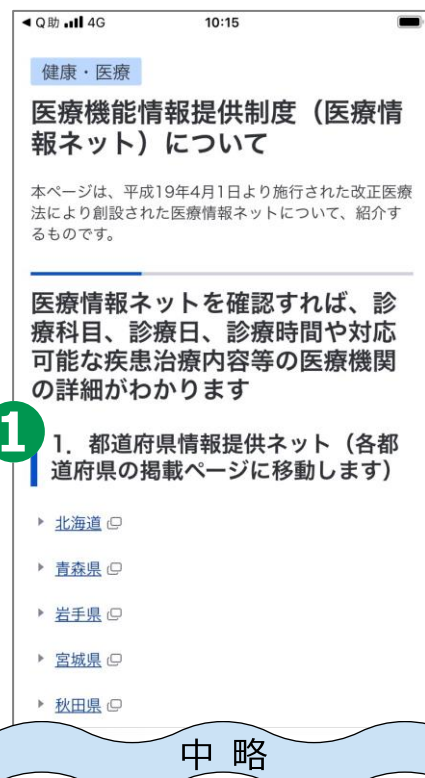 ◀ Q助 4G 10:15
健康・医療
医療機能情報提供制度（医療情
報ネット）について
本ページは、平成19年4月1日より施行された改正医療
法により創設された医療情報ネットについて、紹介す
るものです。
医療情報ネットを確認すれば、診
療科目、診療日、診療時間や対応
可能な疾患治療内容等の医療機関
の詳細がわかります
1
1．都道府県情報提供ネット（各都
道府県の掲載ページに移動します）
北海道
青森県
岩手県
宮城県
秋田県
中 略